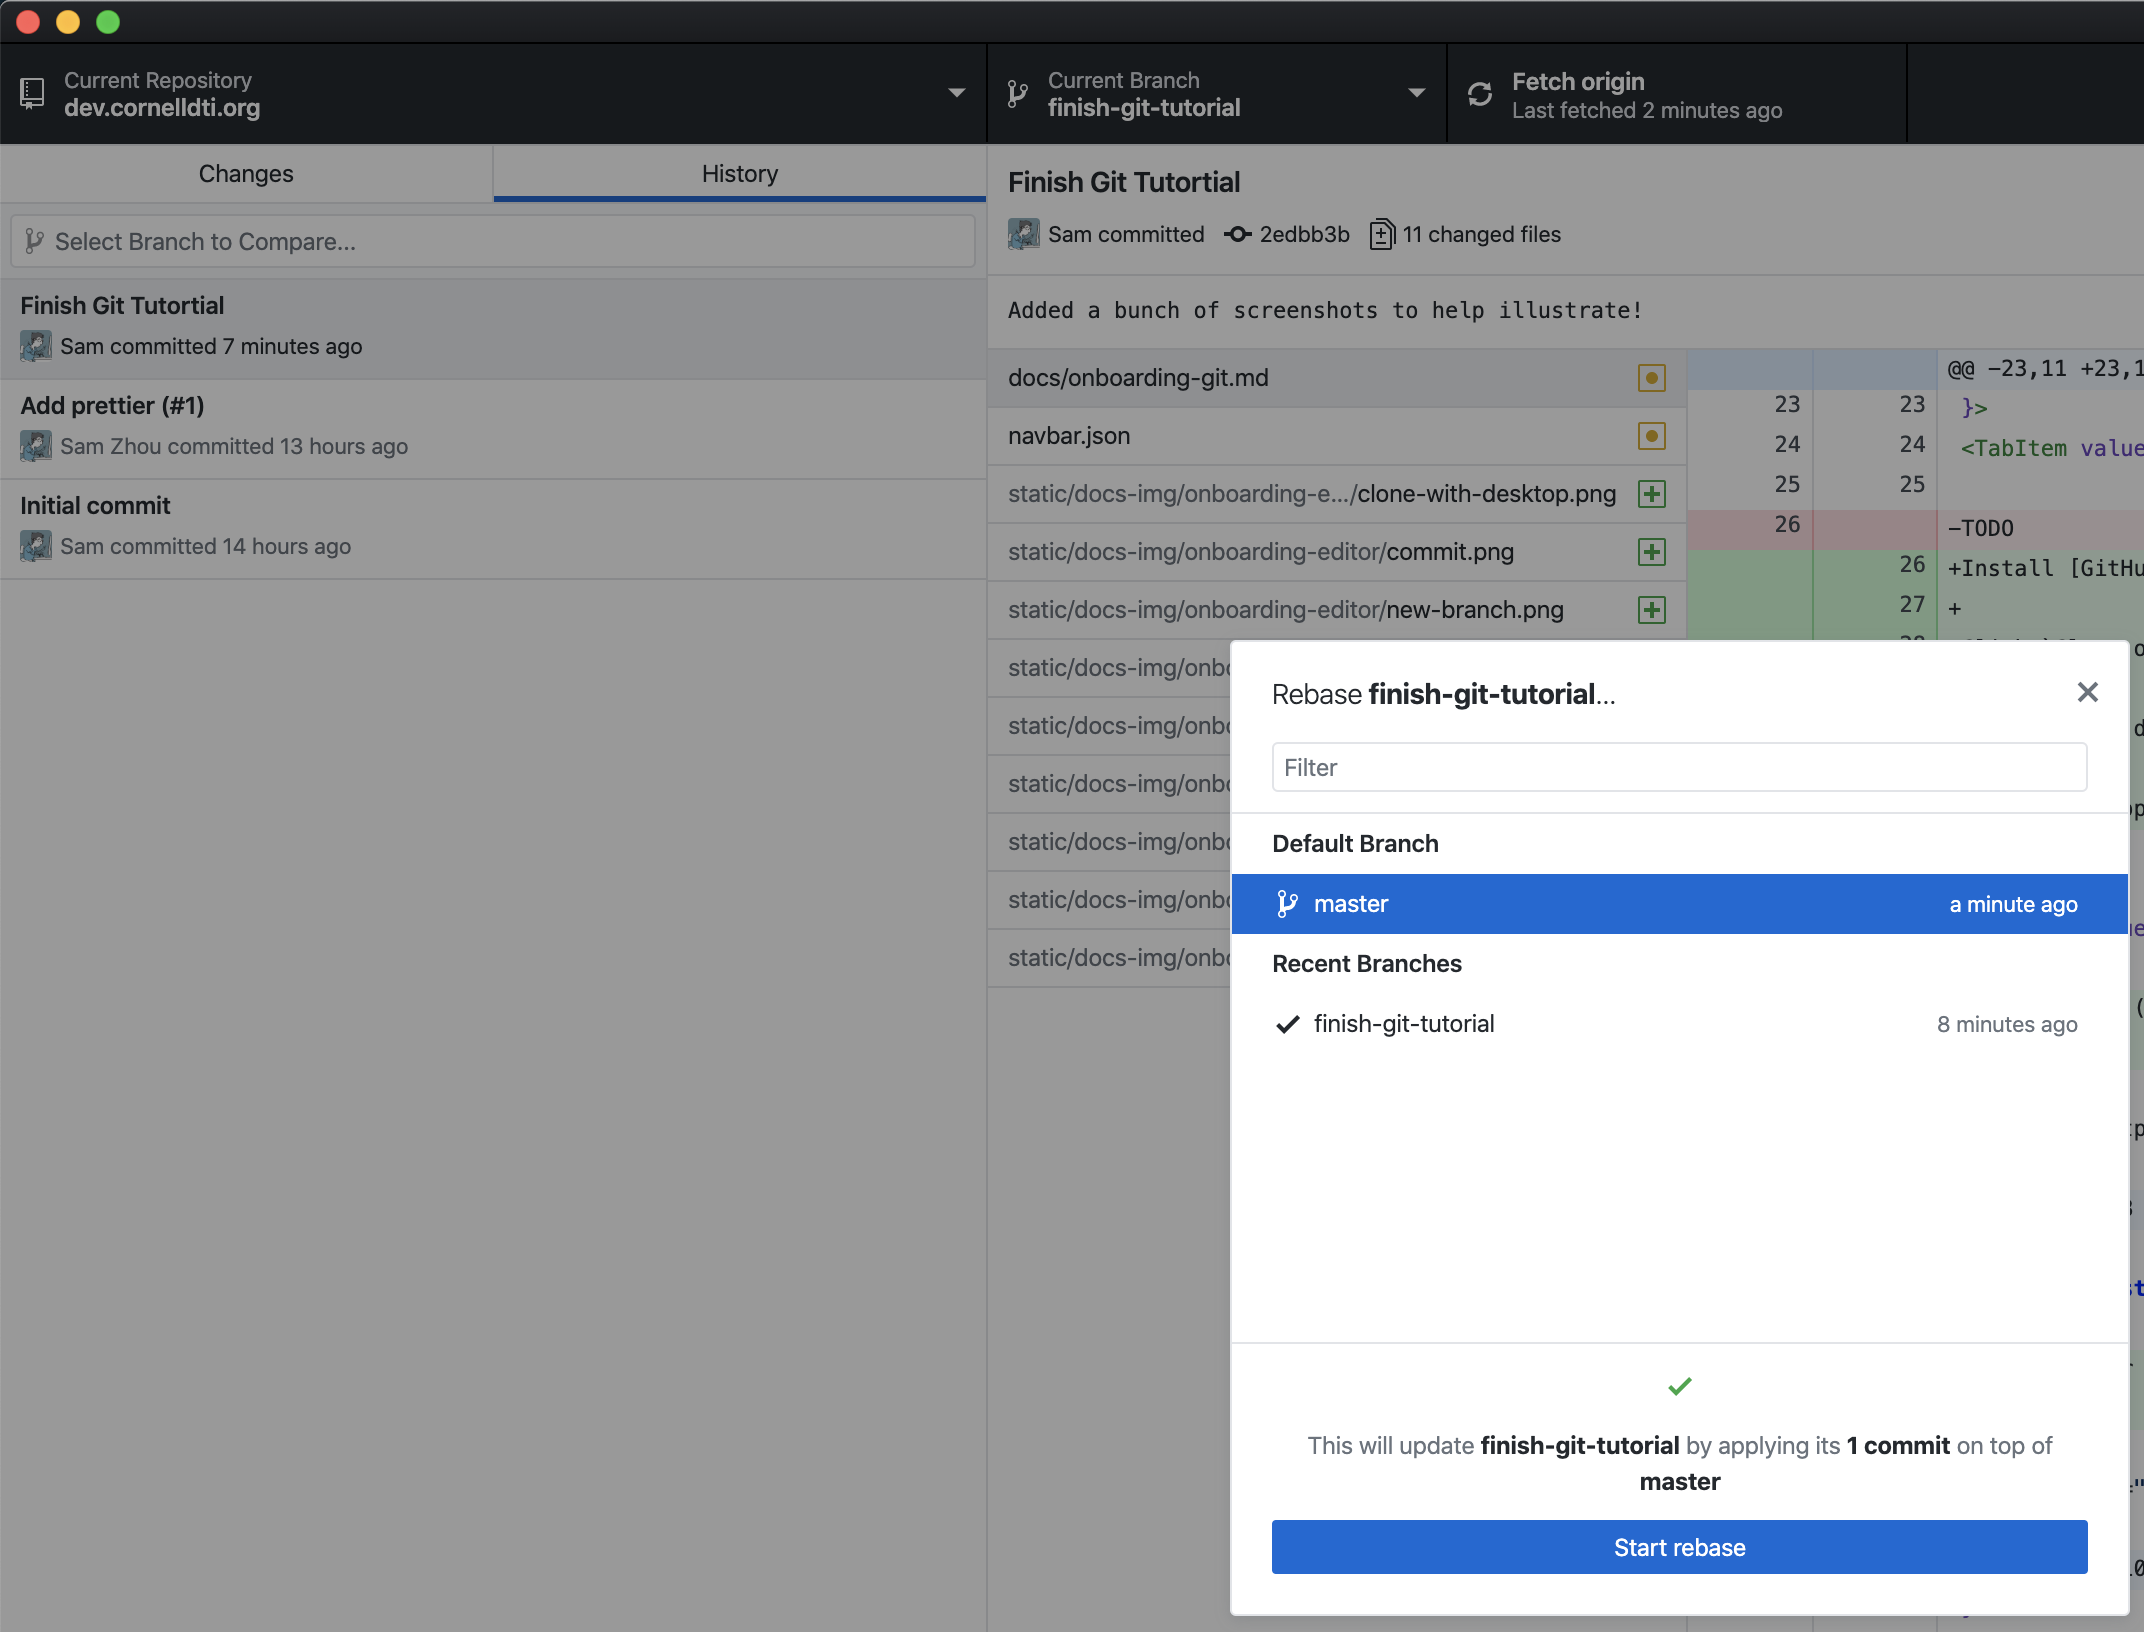 Current Repository
dev.cornelldti.org
Current Branch
finish-git-tutorial
Fetch origin
Last fetched 2 minutes ago
Changes
History
Select Branch to Compare...
Finish Git Tutortial
Sam committed 7 minutes ago
Add prettier (#1)
Sam Zhou committed 13 hours ago
Initial commit
Sam committed 14 hours ago
Finish Git Tutortial
Sam committed 2edbb3b 11 changed files
Added a bunch of screenshots to help illustrate!
docs/onboarding-git.md
navbar.json
static/docs-img/onboarding-e.../clone-with-desktop.png
static/docs-img/onboarding-editor/commit.png
static/docs-img/onboarding-editor/new-branch.png
static/docs-img/onbo
static/docs-img/onbo
static/docs-img/onbo
static/docs-img/onbo
static/docs-img/onbo
static/docs-img/onbo
@@ -23,11 +23,1
23 23 }>
24 24 <TabItem value
25 25
26 -TODO
26 +Install [GitHu
27 +
Rebase finish-git-tutorial...
Filter
Default Branch
master a minute ago
Recent Branches
finish-git-tutorial 8 minutes ago
This will update finish-git-tutorial by applying its 1 commit on top of
master
Start rebase